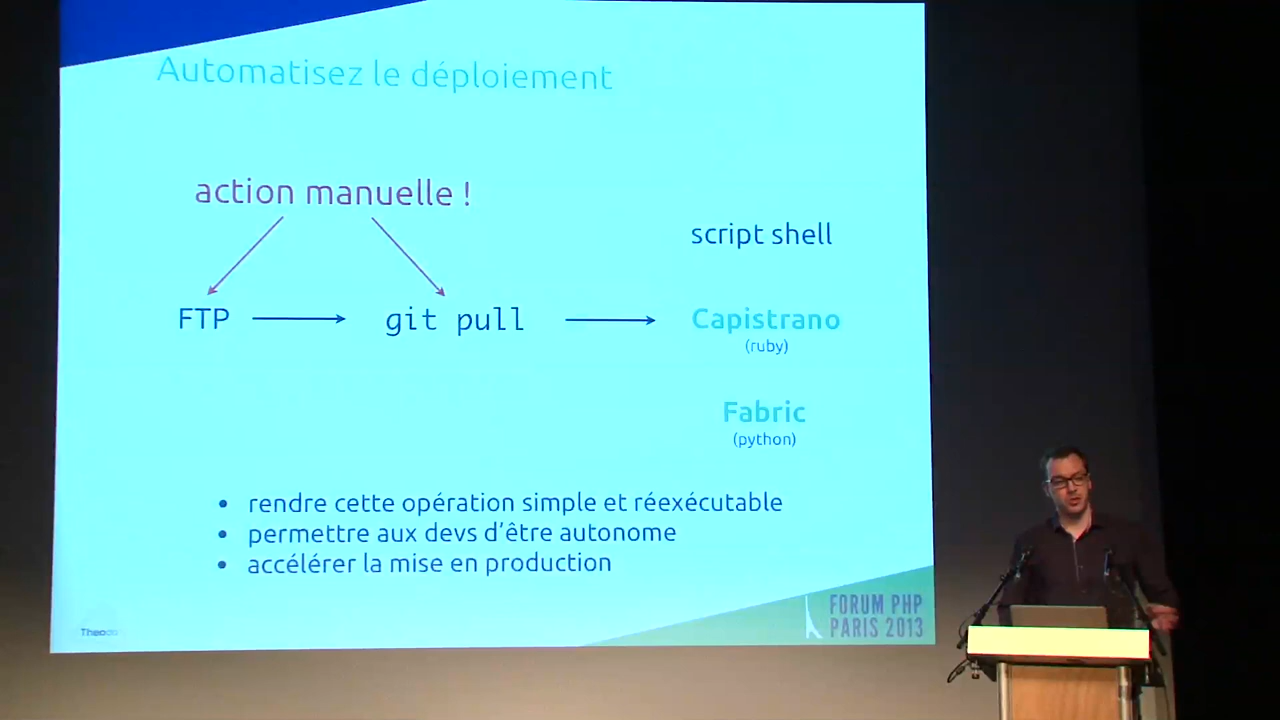 Automatisez le déploiement
action manuelle !
script shell
FTP
git pull
Capistrano
(ruby)
Fabric
(python)
• rendre cette opération simple et réexécutable
• permettre aux devs d'être autonome
• accélérer la mise en production
Theodo
FORUM PHP
PARIS 2013